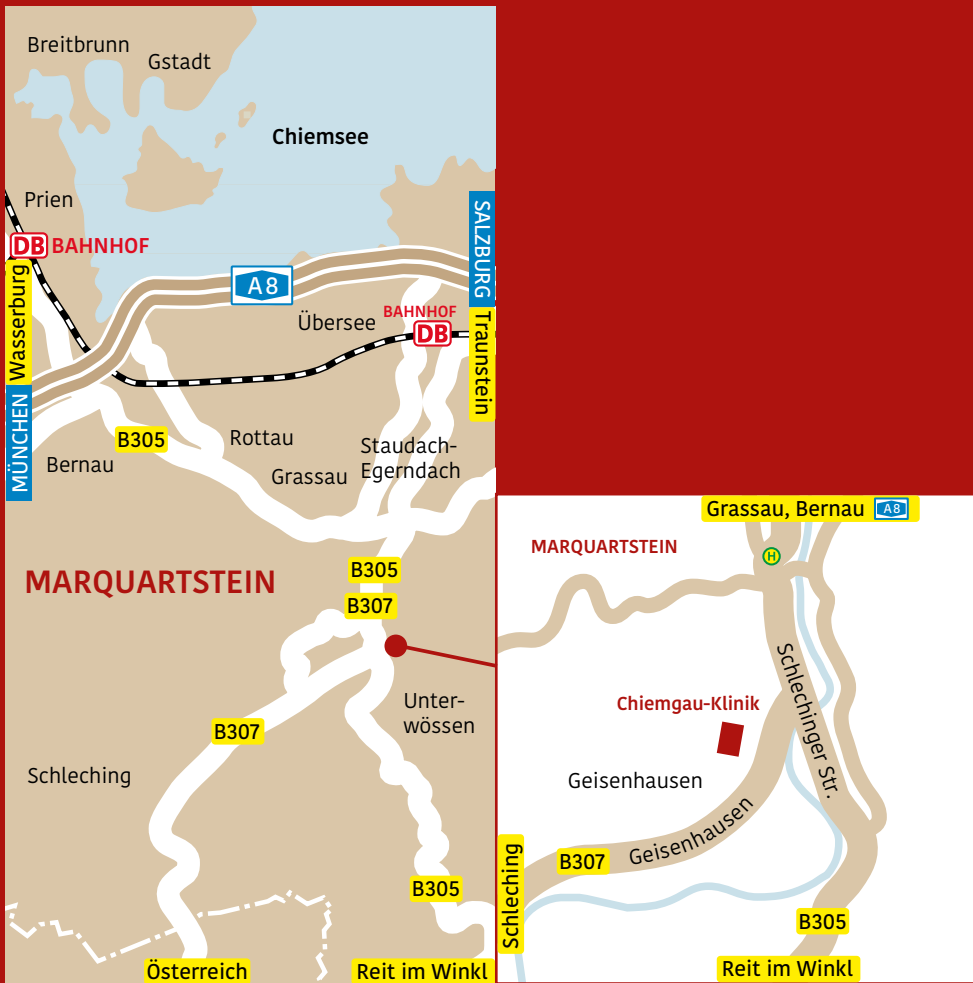 Breitbrunn
Gstadt
Chiemsee
Prien
DB BAHNHOF
SALZBURG
Wasserburg
A8
BAHNHOF
DB
Übersee
Traunstein
MÜNCHEN
B305
Rottau
Bernau
Staudach-
Egerndach
Grassau
B305
MARQUARTSTEIN
B307
Unter-
wössen
B307
Schleching
B305
Österreich
Reit im Winkl
Grassau, Bernau A8
MARQUARTSTEIN
H
Schlechinger Str.
Chiemgau-Klinik
Geisenhausen
Geisenhausen
B307
Schleching
B305
Reit im Winkl